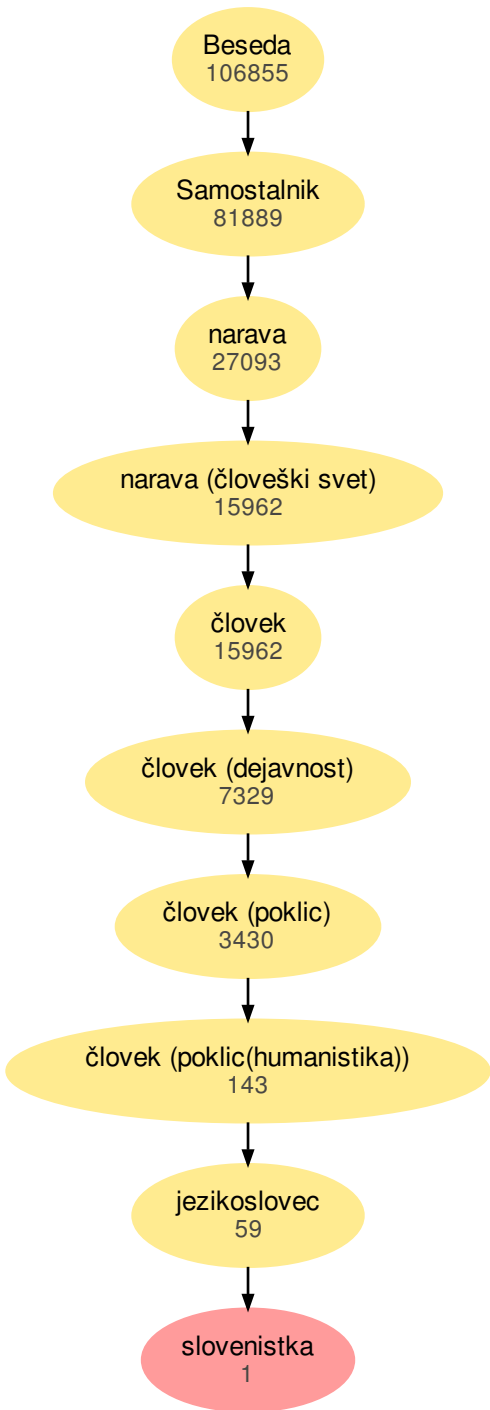 Beseda
106855
Samostalnik
81889
narava
27093
narava (človeški svet)
15962
človek
15962
človek (dejavnost)
7329
človek (poklic)
3430
človek (poklic(humanistika))
143
jezikoslovec
59
slovenistka
1